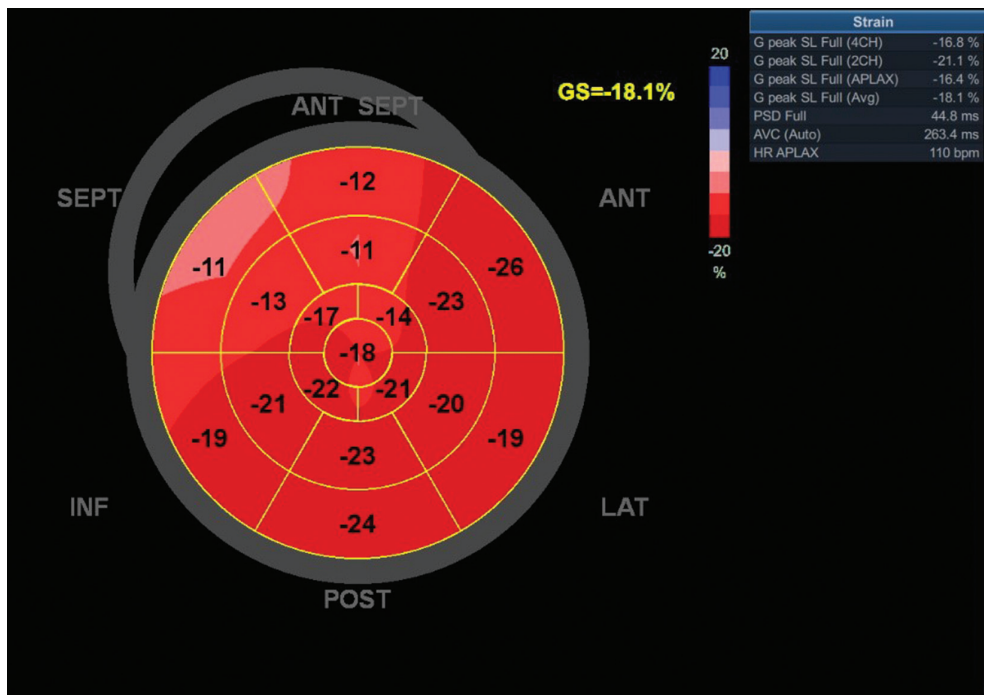 Strain
G peak SL Full (4CH) -16.8 %
G peak SL Full (2CH) -21.1 %
G peak SL Full (APLAX) -16.4 %
G peak SL Full (Avg) -18.1 %
PSD Full 44.8 ms
AVC (Auto) 263.4 ms
HR APLAX 110 bpm
20
GS=-18.1%
-20
%
ANT SEPT
SEPT
ANT
-12
-11
-11
-26
-13
-23
-17
-14
-18
-22
-21
-21
-20
-19
-19
-23
-24
INF
LAT
POST